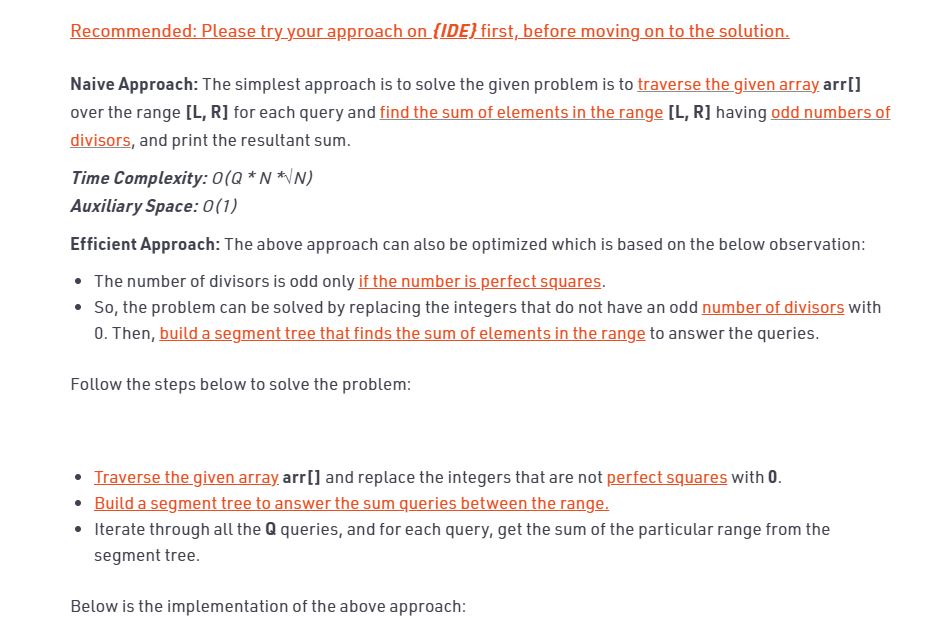 Recommended: Please try your approach on {IDE} first, before moving on to the solution.
Naive Approach: The simplest approach is to solve the given problem is to traverse the given array arr[]
over the range [L, R] for each query and find the sum of elements in the range [L, R] having odd numbers of
divisors, and print the resultant sum.
Time Complexity: O(Q * N *√N)
Auxiliary Space: O(1)
Efficient Approach: The above approach can also be optimized which is based on the below observation:
• The number of divisors is odd only if the number is perfect squares.
• So, the problem can be solved by replacing the integers that do not have an odd number of divisors with
0. Then, build a segment tree that finds the sum of elements in the range to answer the queries.
Follow the steps below to solve the problem:
• Traverse the given array arr[] and replace the integers that are not perfect squares with 0.
• Build a segment tree to answer the sum queries between the range.
• Iterate through all the Q queries, and for each query, get the sum of the particular range from the
segment tree.
Below is the implementation of the above approach: